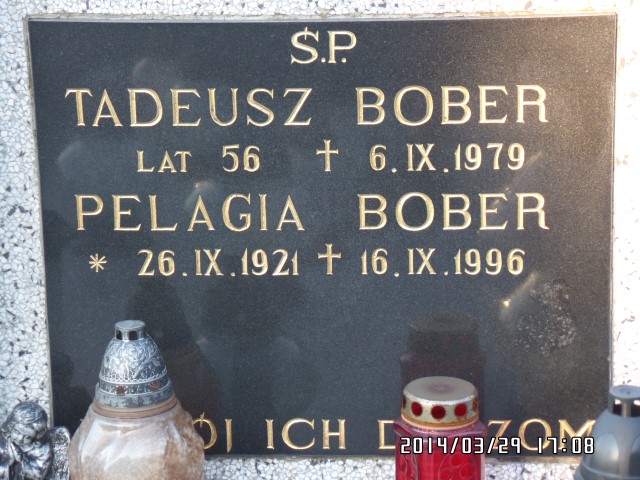 Ś.P.
TADEUSZ BOBER
LAT 56 ✝ 6.IX.1979
PELAGIA BOBER
* 26.IX.1921 ✝ 16.IX.1996
ICH
2014/03/29 17:08